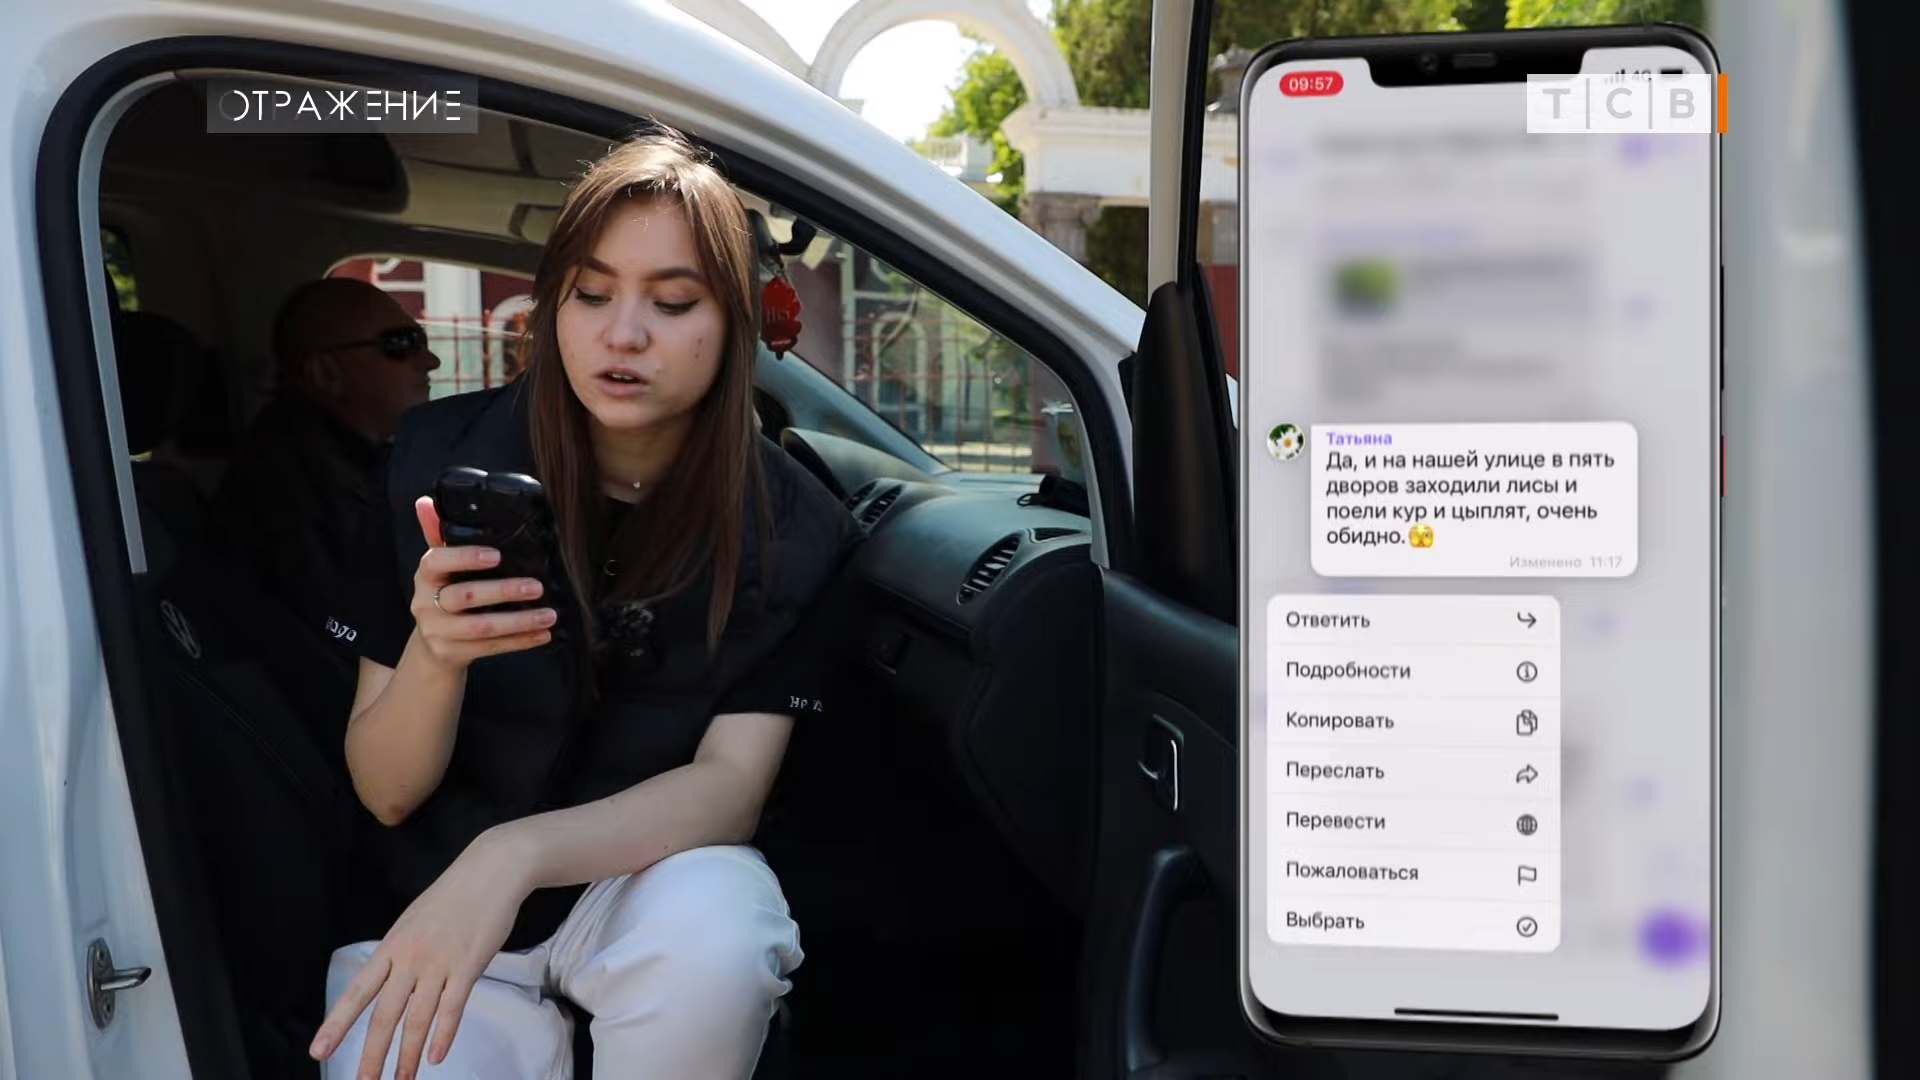 ОТРАЖЕНИЕ
ТСВ
09:57
4G
Татьяна
Да, и на нашей улице в пять
дворов заходили лисы и
поели кур и цыплят, очень
обидно.🫣
Изменено 11:17
Ответить
Подробности
Копировать
Переслать
Перевести
Пожаловаться
Выбрать